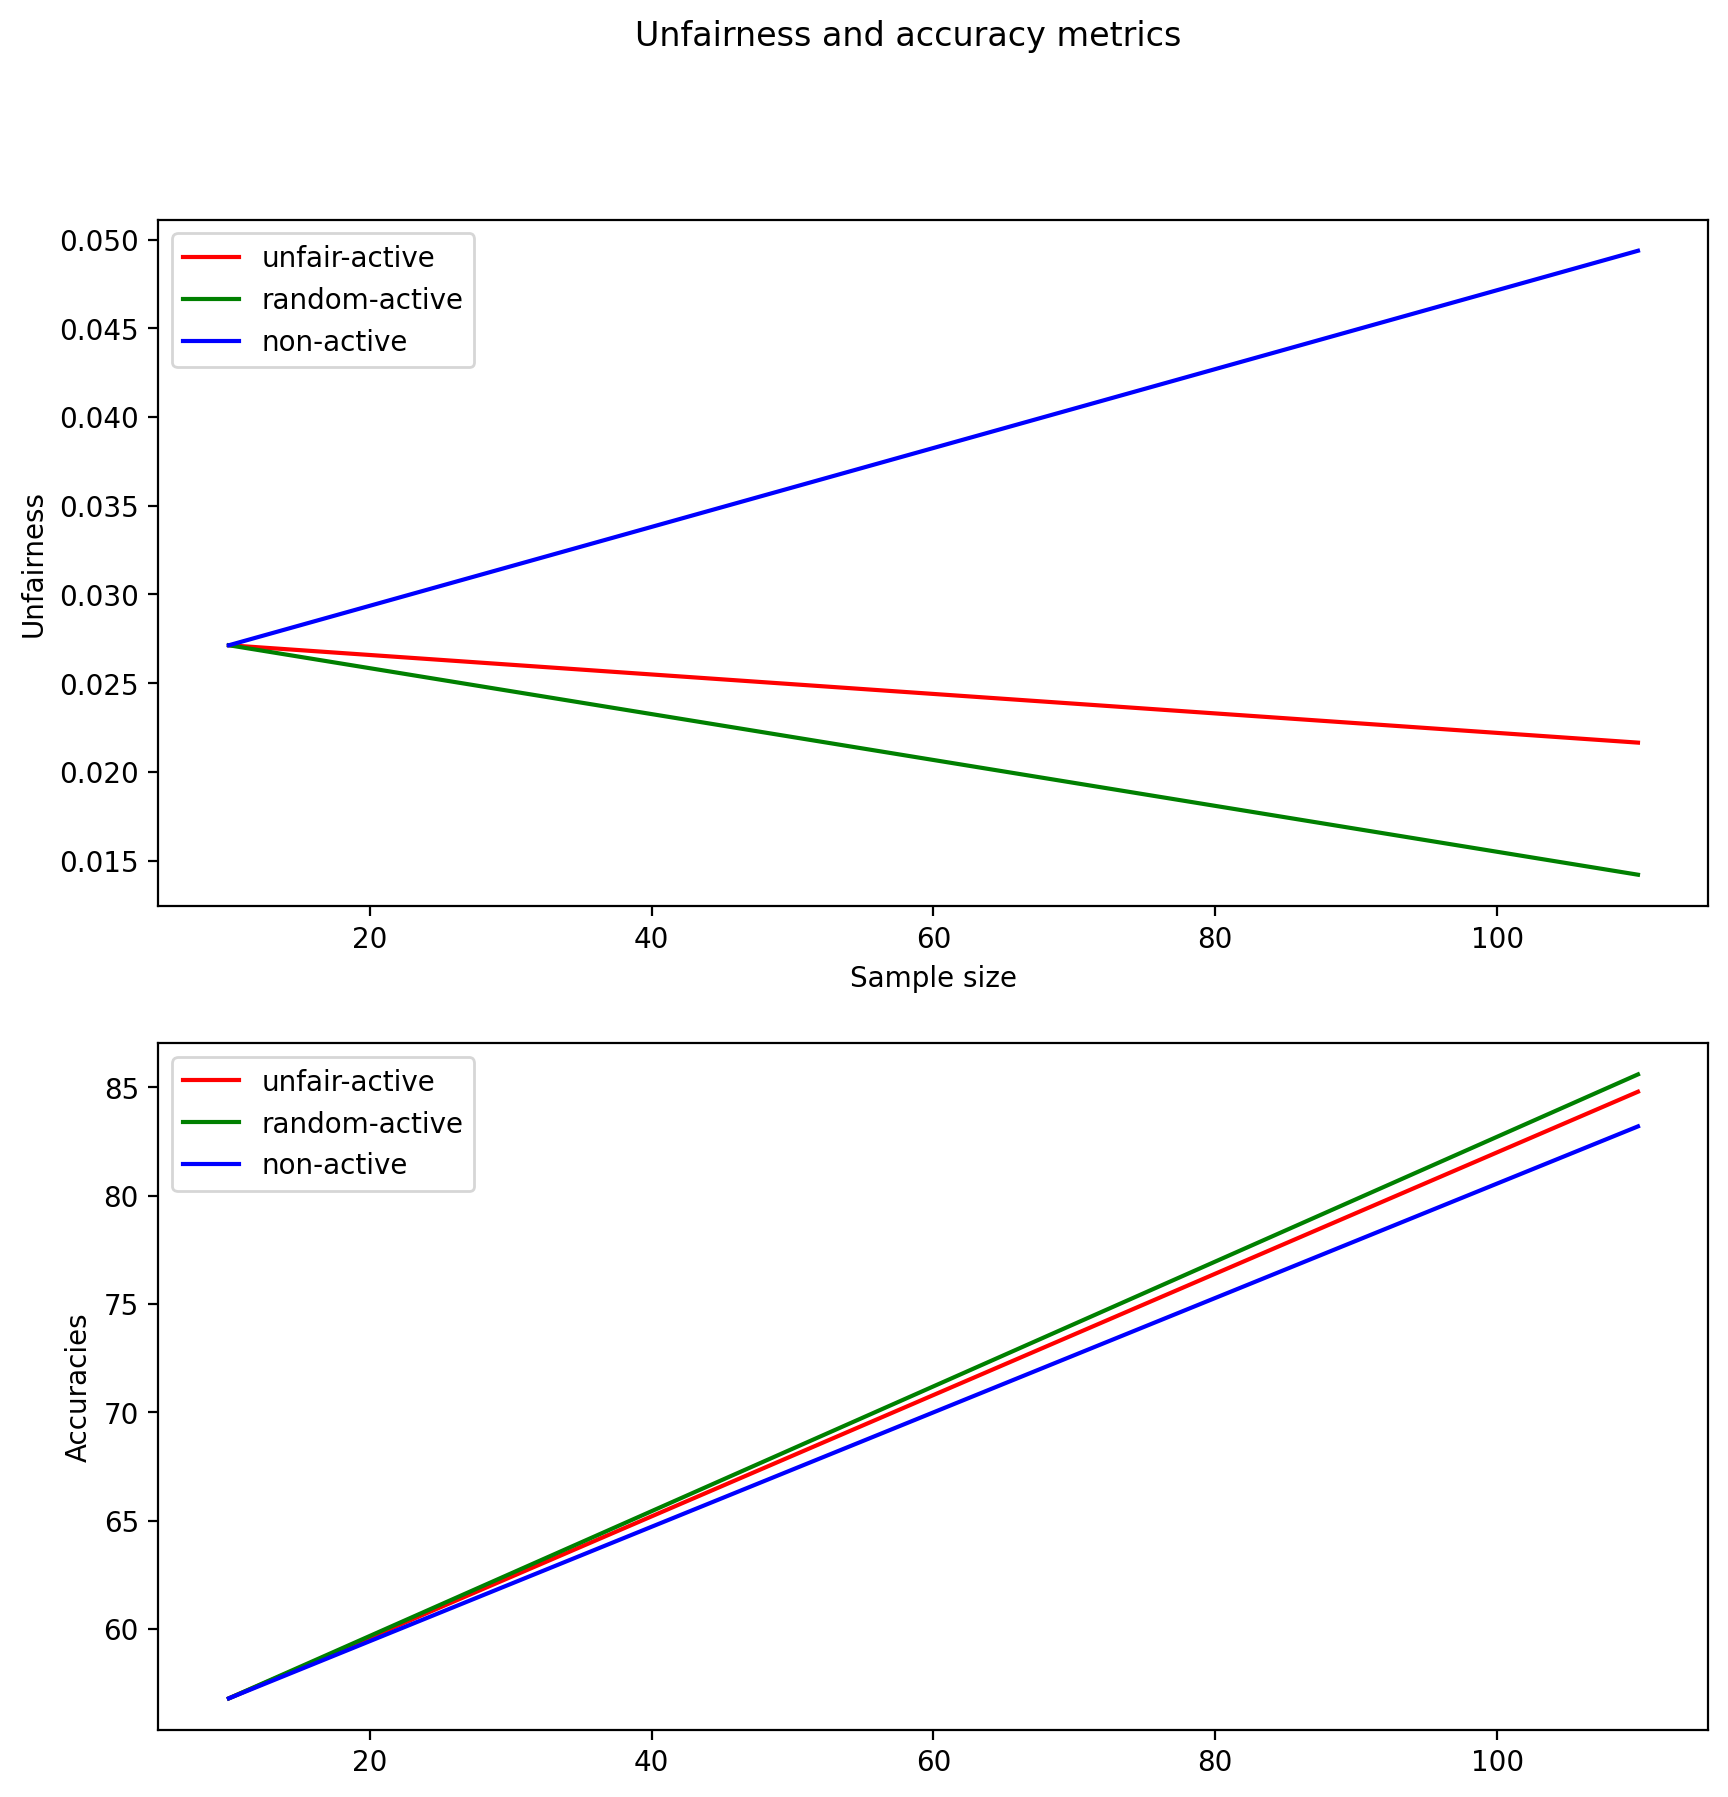 Unfairness and accuracy metrics
0.050
0.045
0.040
0.035
0.030
0.025
0.020
0.015
Unfairness
unfair-active
random-active
non-active
20 40 60 80 100
Sample size
85
80
75
70
65
60
Accuracies
unfair-active
random-active
non-active
20 40 60 80 100